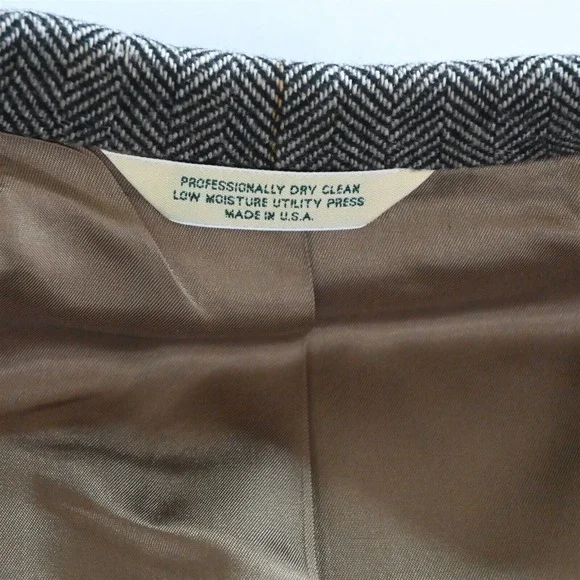 PROFESSIONALLY DRY CLEAN
LOW MOISTURE UTILITY PRESS
MADE IN U.S.A.